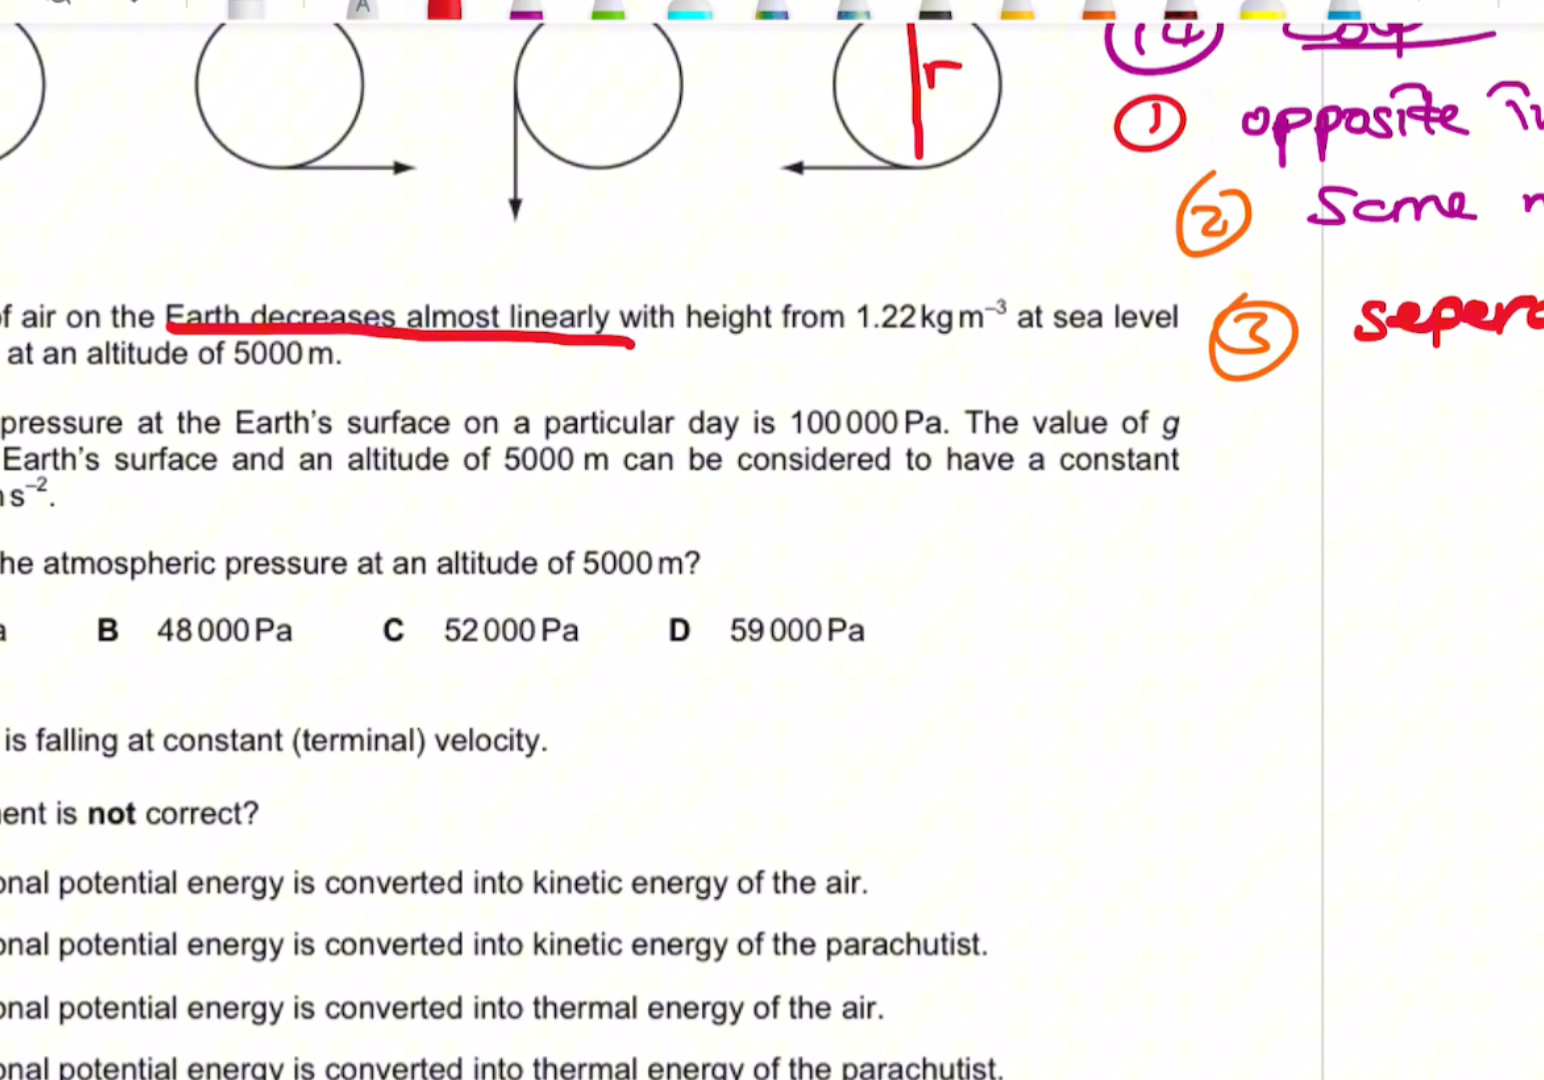 A
r
14
① opposite
② Same
③
f air on the Earth decreases almost linearly with height from 1.22 kg m⁻³ at sea level
at an altitude of 5000 m.
pressure at the Earth's surface on a particular day is 100 000 Pa. The value of g
Earth's surface and an altitude of 5000 m can be considered to have a constant
s⁻².
he atmospheric pressure at an altitude of 5000 m?
B 48 000 Pa C 52 000 Pa D 59 000 Pa
is falling at constant (terminal) velocity.
ent is not correct?
onal potential energy is converted into kinetic energy of the air.
onal potential energy is converted into kinetic energy of the parachutist.
onal potential energy is converted into thermal energy of the air.
onal potential energy is converted into thermal energy of the parachutist.